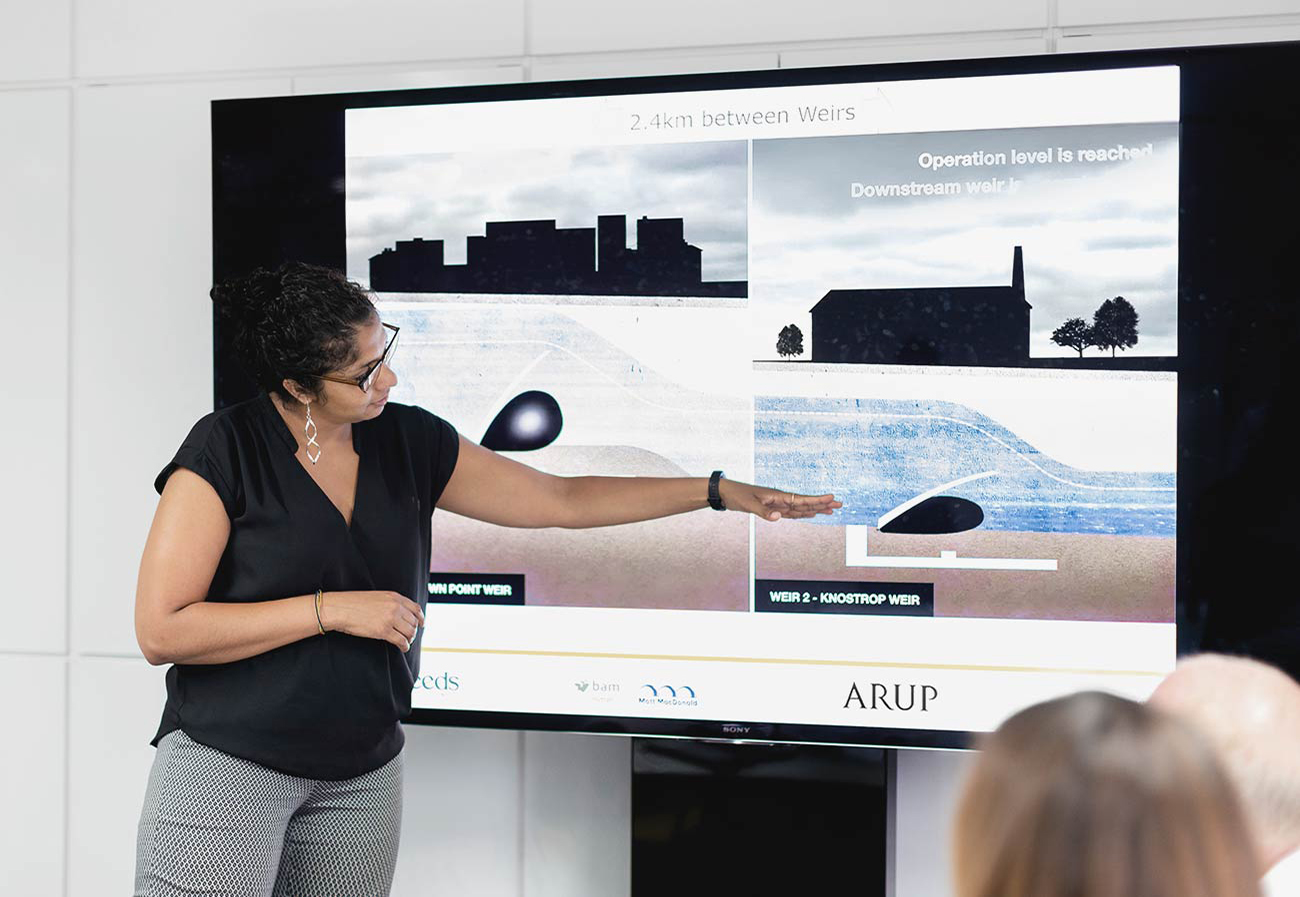 2.4km between Weirs
Operation level is reached
Downstream weir
WN POINT WEIR
WEIR 2 - KNOSTROP WEIR
eeds
bam
Mott MacDonald
ARUP
SONY